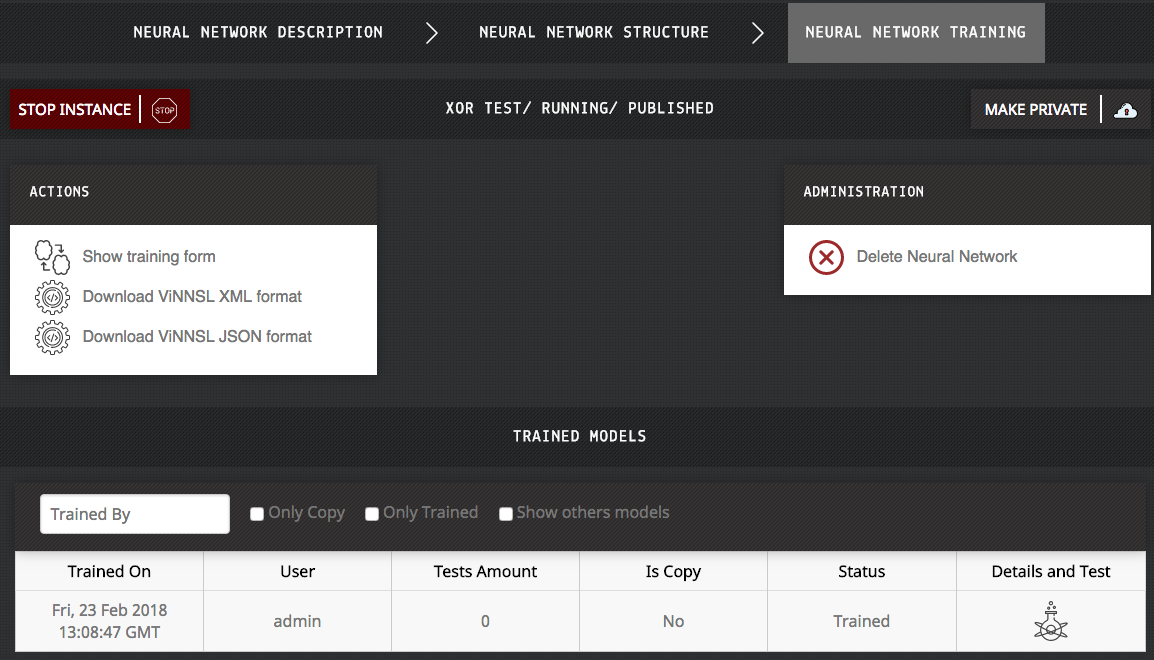 NEURAL NETWORK DESCRIPTION
NEURAL NETWORK STRUCTURE
NEURAL NETWORK TRAINING
STOP INSTANCE
STOP
XOR TEST/ RUNNING/ PUBLISHED
MAKE PRIVATE
ACTIONS
Show training form
Download ViNNSL XML format
Download ViNNSL JSON format
ADMINISTRATION
Delete Neural Network
TRAINED MODELS
Trained By
Only Copy
Only Trained
Show others models
Trained On
User
Tests Amount
Is Copy
Status
Details and Test
Fri, 23 Feb 2018
13:08:47 GMT
admin
0
No
Trained